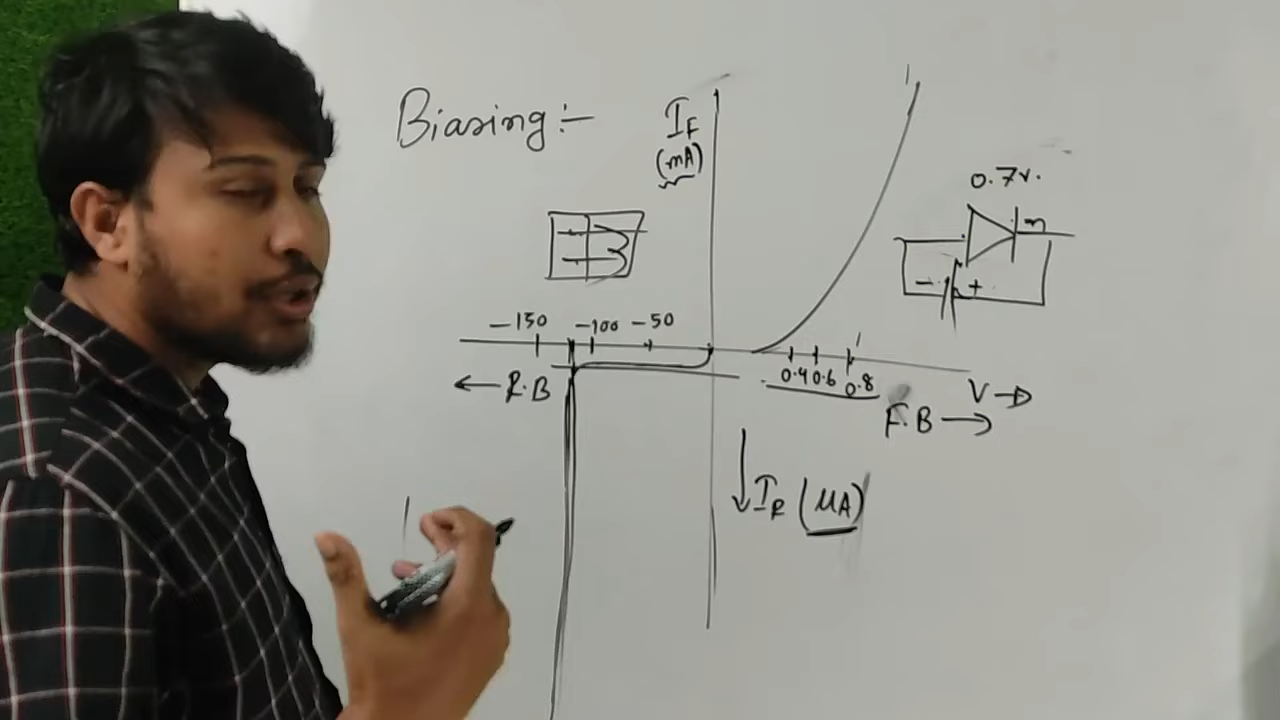 Biasing :-
I_F
(mA)
0.7v.
n
- +
-150 -100 -50
0.4 0.6 0.8
← R.B
V →
F.B →
↓ I_R (μA)